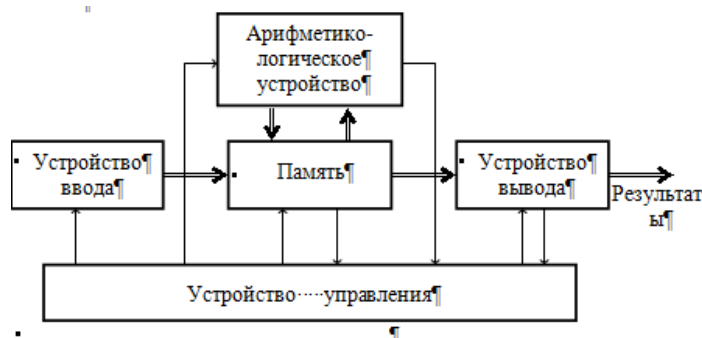 Арифметико-
логическое¶
устройство¶
Устройство¶
ввода¶
Память¶
Устройство¶
вывода¶
Результат
ы¶
Устройство·····управления¶
¶